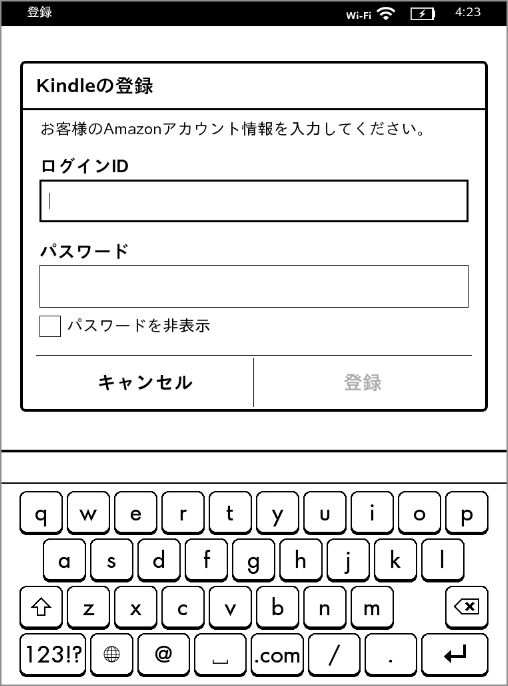 登録 Wi-Fi 4:23
Kindleの登録
お客様のAmazonアカウント情報を入力してください。
ログインID
パスワード
パスワードを非表示
キャンセル 登録
q w e r t y u i o p
a s d f g h j k l
z x c v b n m
123!? @ .com / .